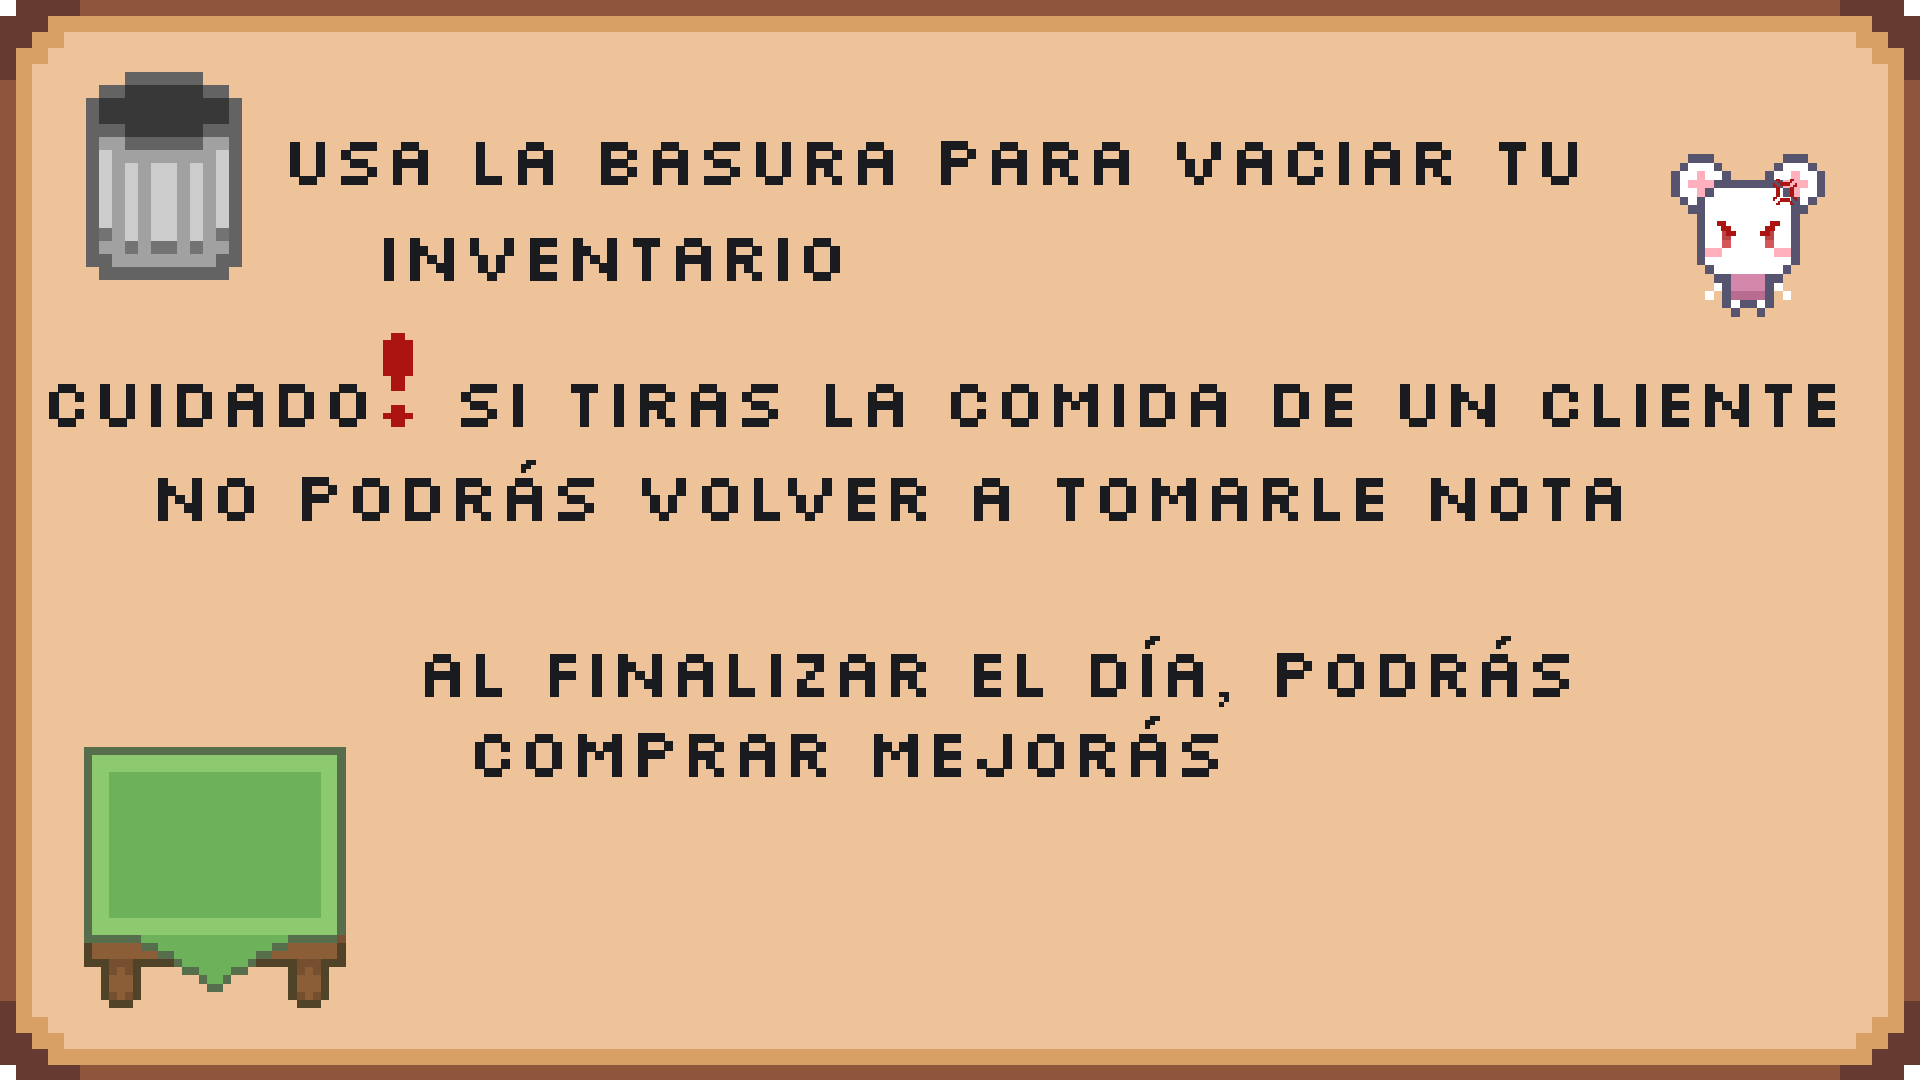 USA LA BASURA PARA VACIAR TU
INVENTARIO
CUIDADO! SI TIRAS LA COMIDA DE UN CLIENTE
NO PODRÁS VOLVER A TOMARLE NOTA
AL FINALIZAR EL DÍA, PODRÁS
COMPRAR MEJORÁS